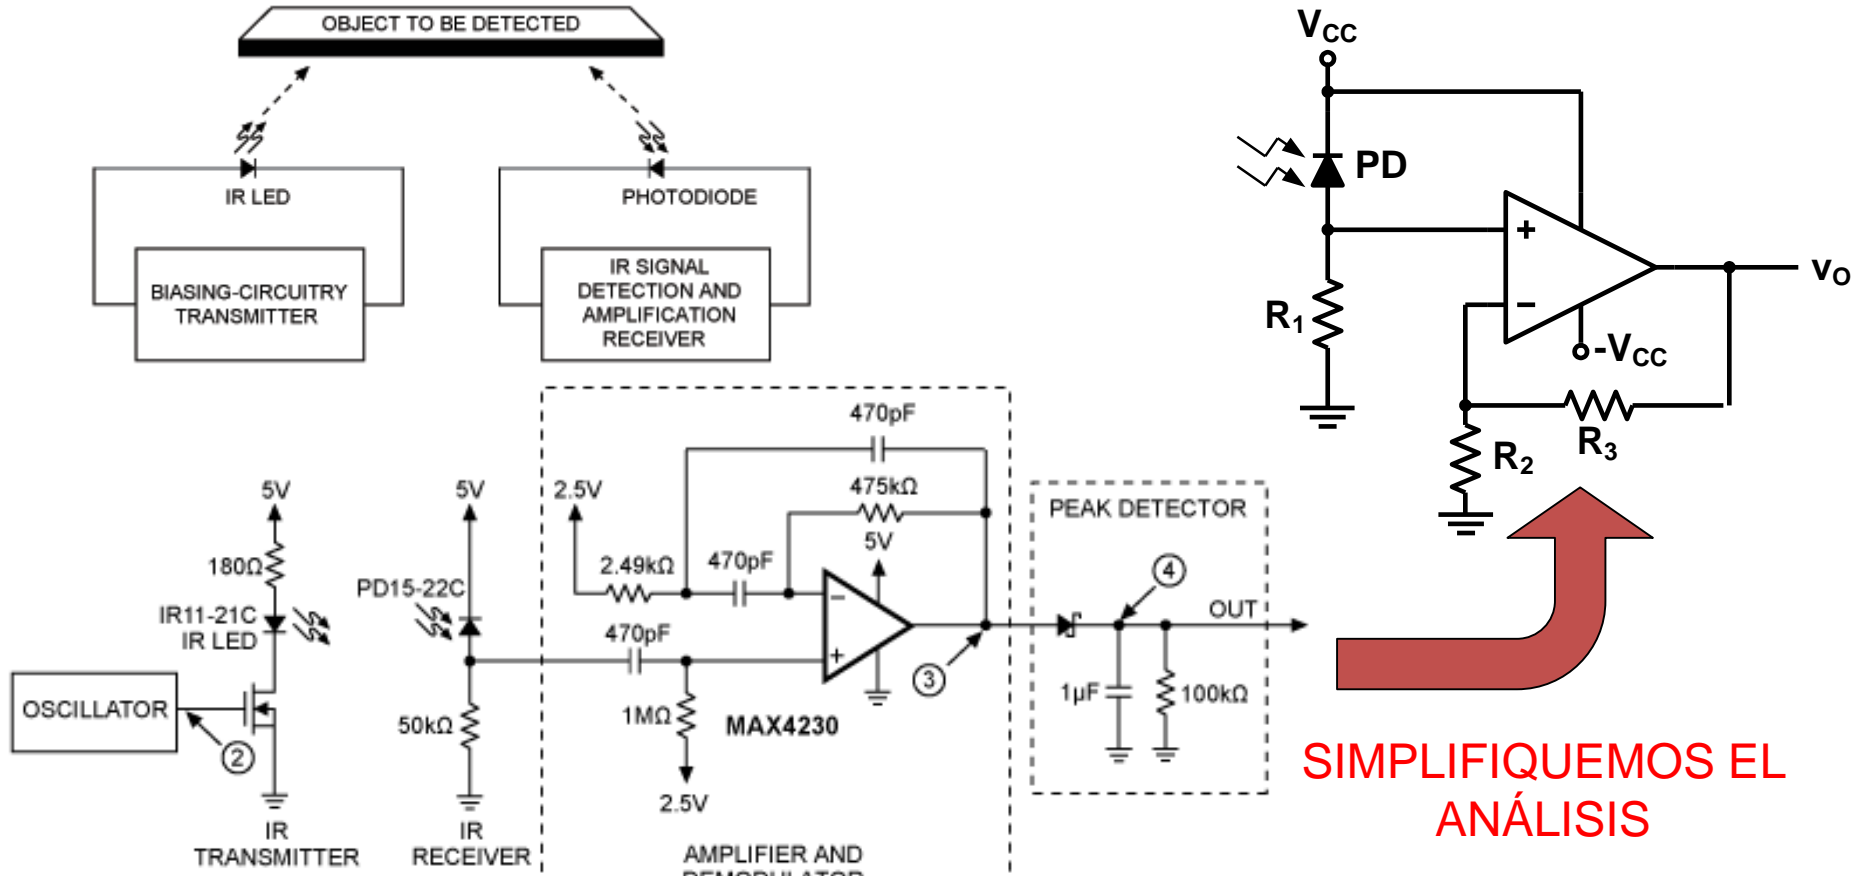 OBJECT TO BE DETECTED
IR LED
PHOTODIODE
BIASING-CIRCUITRY
TRANSMITTER
IR SIGNAL
DETECTION AND
AMPLIFICATION
RECEIVER
VCC
PD
+
−
R1
-VCC
vO
R2
R3
470pF
475kΩ
5V
5V
2.5V
5V
180Ω
2.49kΩ
470pF
PD15-22C
IR11-21C
IR LED
470pF
−
+
OSCILLATOR
2
50kΩ
1MΩ
MAX4230
2.5V
3
PEAK DETECTOR
4
OUT
1µF
100kΩ
IR
TRANSMITTER
IR
RECEIVER
AMPLIFIER AND
DEMODULATOR
SIMPLIFIQUEMOS EL
ANÁLISIS